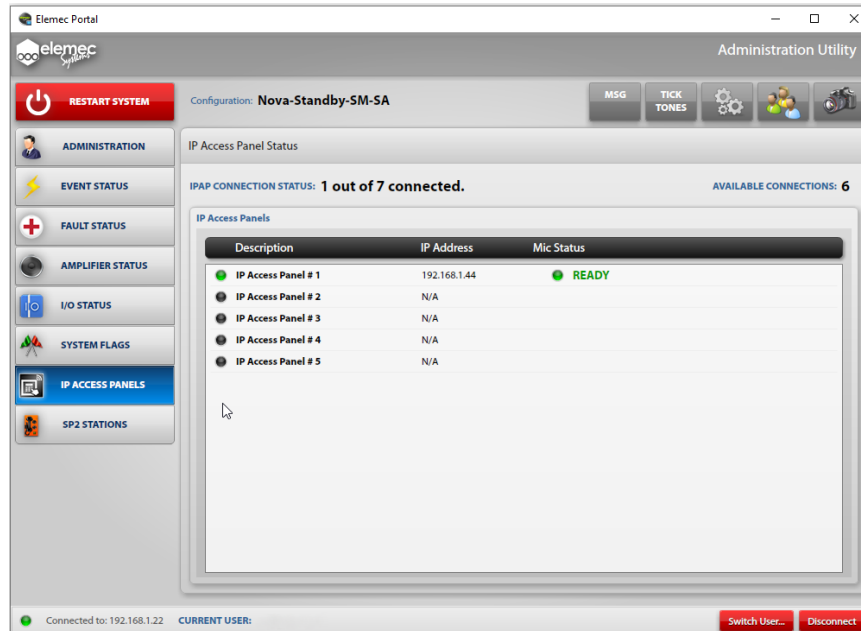 Elemec Portal
elemec
Systems
Administration Utility
RESTART SYSTEM
Configuration: Nova-Standby-SM-SA
MSG
TICK
TONES
ADMINISTRATION
EVENT STATUS
FAULT STATUS
AMPLIFIER STATUS
I/O STATUS
SYSTEM FLAGS
IP ACCESS PANELS
SP2 STATIONS
IP Access Panel Status
IPAP CONNECTION STATUS: 1 out of 7 connected.
AVAILABLE CONNECTIONS: 6
IP Access Panels
Description IP Address Mic Status
IP Access Panel # 1 192.168.1.44 READY
IP Access Panel # 2 N/A
IP Access Panel # 3 N/A
IP Access Panel # 4 N/A
IP Access Panel # 5 N/A
Connected to: 192.168.1.22 CURRENT USER:
Switch User... Disconnect